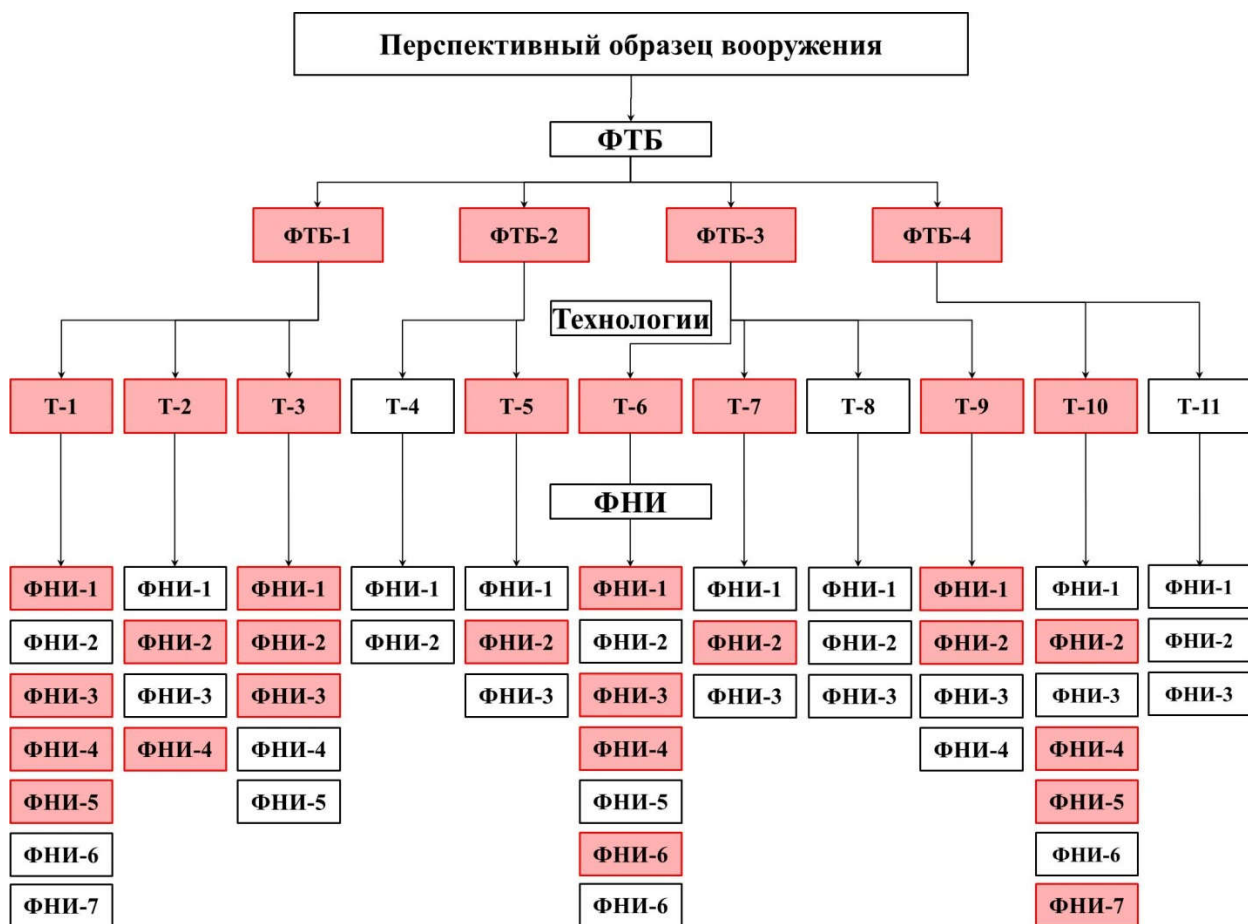 Перспективный образец вооружения
ФТБ
ФТБ-1 ФТБ-2 ФТБ-3 ФТБ-4
Технологии
Т-1 Т-2 Т-3 Т-4 Т-5 Т-6 Т-7 Т-8 Т-9 Т-10 Т-11
ФНИ
ФНИ-1 ФНИ-1 ФНИ-1 ФНИ-1 ФНИ-1 ФНИ-1 ФНИ-1 ФНИ-1 ФНИ-1 ФНИ-1 ФНИ-1
ФНИ-2 ФНИ-2 ФНИ-2 ФНИ-2 ФНИ-2 ФНИ-2 ФНИ-2 ФНИ-2 ФНИ-2 ФНИ-2 ФНИ-2
ФНИ-3 ФНИ-3 ФНИ-3 ФНИ-3 ФНИ-3 ФНИ-3 ФНИ-3 ФНИ-3 ФНИ-3 ФНИ-3
ФНИ-4 ФНИ-4 ФНИ-4 ФНИ-4 ФНИ-4 ФНИ-4
ФНИ-5 ФНИ-5 ФНИ-5 ФНИ-5
ФНИ-6 ФНИ-6 ФНИ-6
ФНИ-7 ФНИ-6 ФНИ-7